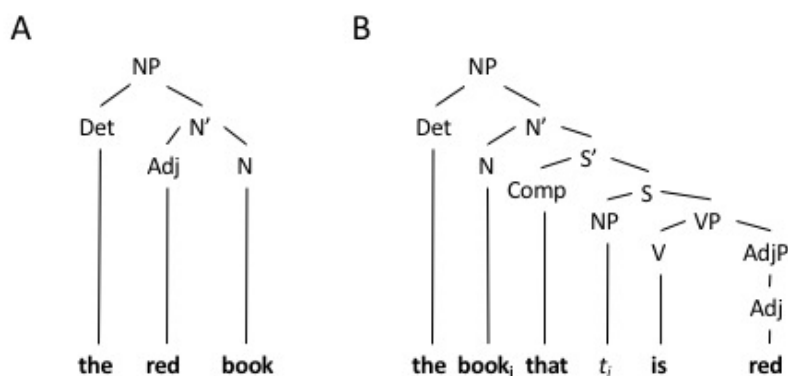 A B
NP NP
Det N' Det N'
Adj N N S'
Comp S
NP VP
V AdjP
Adj
the red book the bookᵢ that tᵢ is red